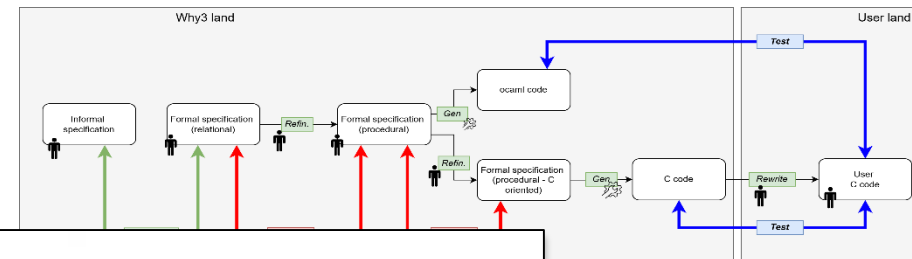 Why3 land
User land
Test
ocaml code
Informal
specification
Formal specification
(relational)
Refin.
Formal specification
(procedural)
Gen
Refin.
Formal specification
(procedural - C
oriented)
Gen
C code
Rewrite
User
C code
Test